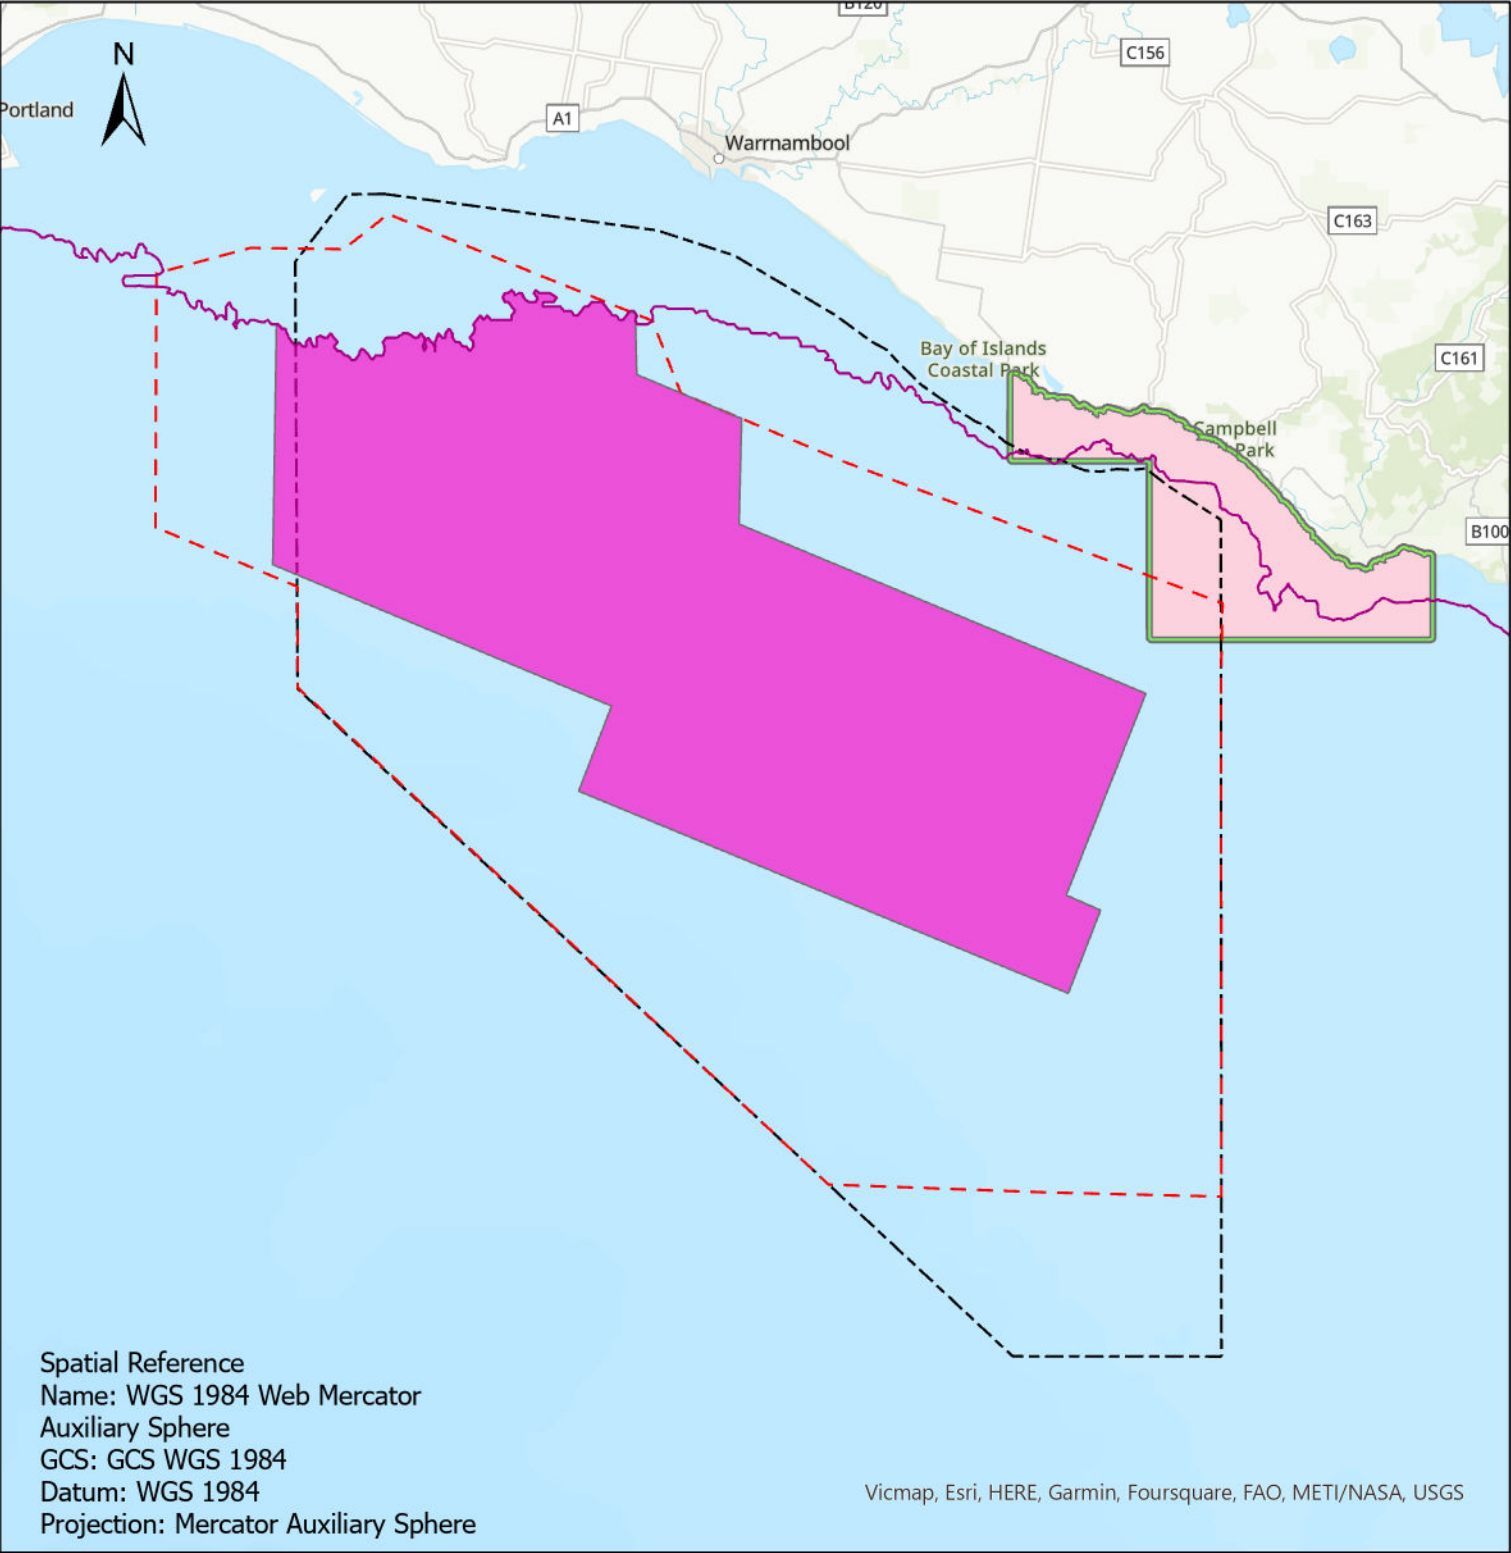 B120
N
C156
Portland
A1
Warrnambool
C163
Bay of Islands
Coastal Park
C161
Campbell
Park
B100
Spatial Reference
Name: WGS 1984 Web Mercator
Auxiliary Sphere
GCS: GCS WGS 1984
Datum: WGS 1984
Projection: Mercator Auxiliary Sphere
Vicmap, Esri, HERE, Garmin, Foursquare, FAO, METI/NASA, USGS